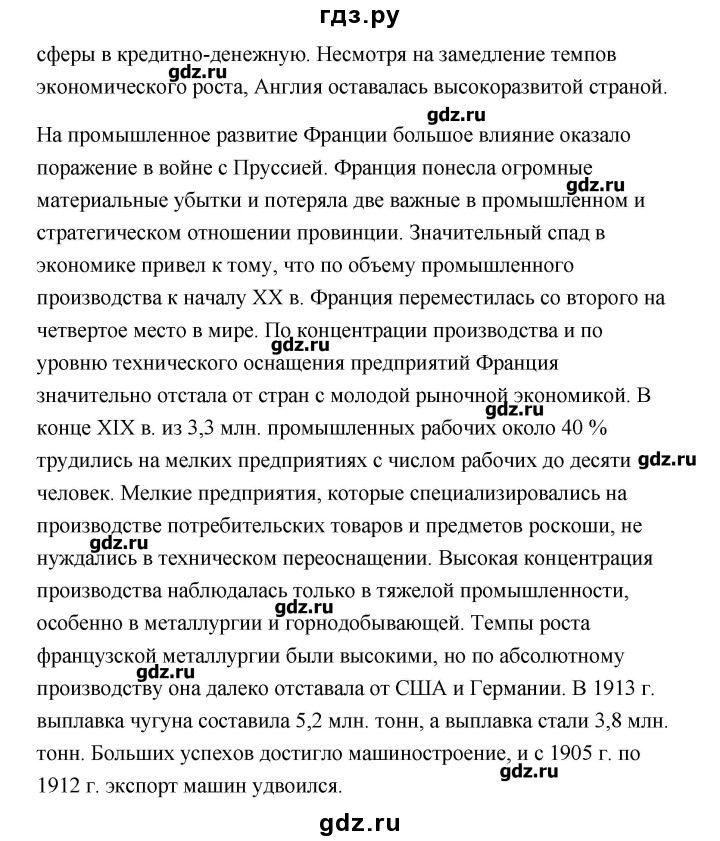 гдз.ру
сферы в кредитно-денежную. Несмотря на замедление темпов
gdz.ru
экономического роста, Англия оставалась высокоразвитой страной.
gdz.ru
На промышленное развитие Франции большое влияние оказало
поражение в войне с Пруссией. Франция понесла огромные
gdz.ru
материальные убытки и потеряла две важные в промышленном и
стратегическом отношении провинции. Значительный спад в
экономике привел к тому, что по объему промышленного
производства к началу XX в. Франция переместилась со второго на
четвертое место в мире. По концентрации производства и по
gdz.ru
уровню технического оснащения предприятий Франция
значительно отстала от стран с молодой рыночной экономикой. В
gdz.ru
конце XIX в. из 3,3 млн. промышленных рабочих около 40 %
трудились на мелких предприятиях с числом рабочих до десяти
gdz.ru
человек. Мелкие предприятия, которые специализировались на
производстве потребительских товаров и предметов роскоши, не
gdz.ru
нуждались в техническом переоснащении. Высокая концентрация
производства наблюдалась только в тяжелой промышленности,
gdz.ru
особенно в металлургии и горнодобывающей. Темпы роста
французской металлургии были высокими, но по абсолютному
gdz.ru
производству она далеко отставала от США и Германии. В 1913 г.
выплавка чугуна составила 5,2 млн. тонн, а выплавка стали 3,8 млн.
тонн. Больших успехов достигло машиностроение, и с 1905 г. по
gdz.ru
1912 г. экспорт машин удвоился.
gdz.ru